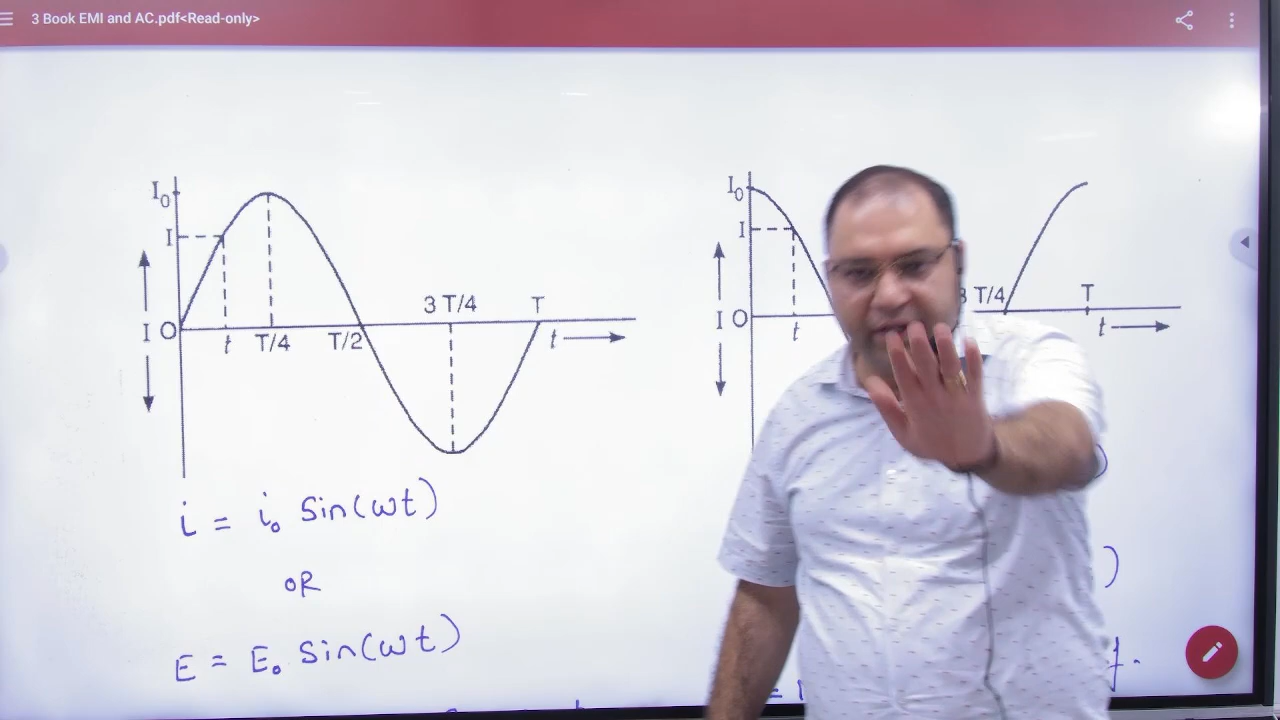 3 Book EMI and AC.pdf<Read-only>
I₀
I
I O
t
T/4
T/2
3 T/4
T
t
i = i₀ Sin(ωt)
OR
E = E₀ Sin(ωt)
I₀
I
I O
t
3 T/4
T
t
)
)